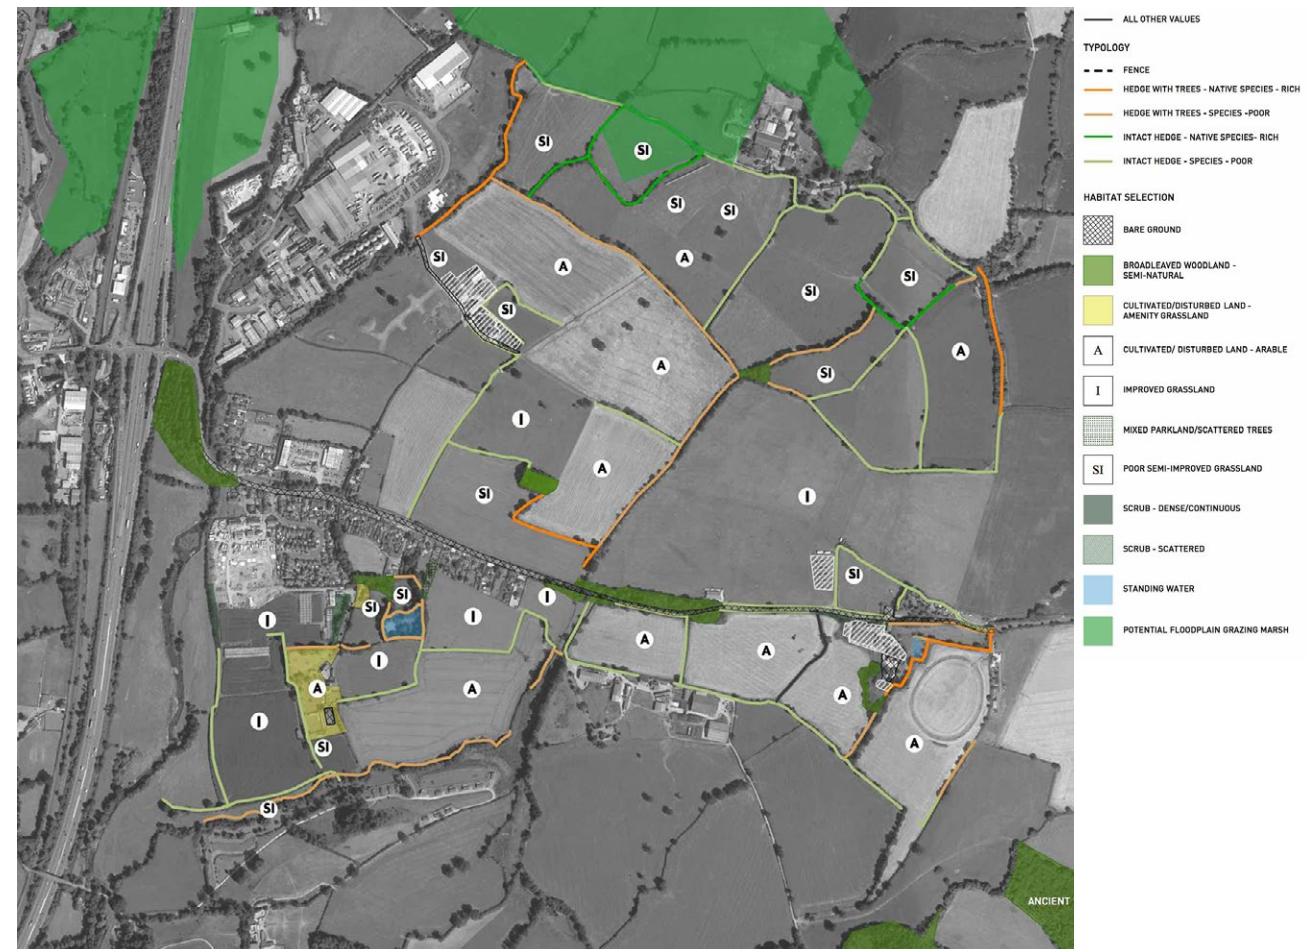 ALL OTHER VALUES
TYPOLOGY
FENCE
HEDGE WITH TREES - NATIVE SPECIES - RICH
HEDGE WITH TREES - SPECIES -POOR
INTACT HEDGE - NATIVE SPECIES- RICH
INTACT HEDGE - SPECIES - POOR
HABITAT SELECTION
BARE GROUND
BROADLEAVED WOODLAND -
SEMI-NATURAL
CULTIVATED/DISTURBED LAND -
AMENITY GRASSLAND
A CULTIVATED/ DISTURBED LAND - ARABLE
I IMPROVED GRASSLAND
MIXED PARKLAND/SCATTERED TREES
SI POOR SEMI-IMPROVED GRASSLAND
SCRUB - DENSE/CONTINUOUS
SCRUB - SCATTERED
STANDING WATER
POTENTIAL FLOODPLAIN GRAZING MARSH
SI
SI
SI
SI
SI
A
A
SI
SI
SI
A
A
SI
I
A
SI
I
SI
SI
SI
I
I
I
A
A
I
A
A
A
I
SI
A
SI
ANCIENT